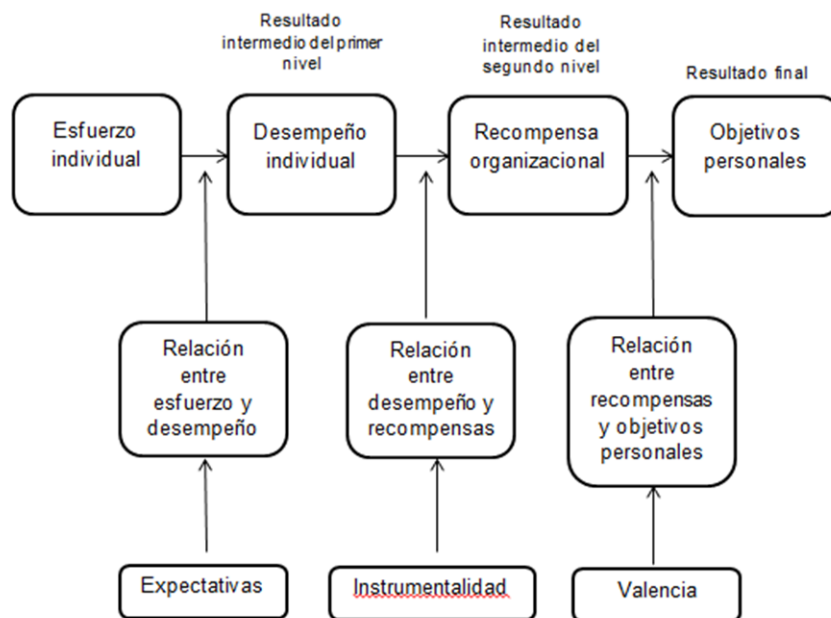 Resultado
intermedio del primer
nivel
Resultado
intermedio del
segundo nivel
Resultado final
Esfuerzo
individual
Desempeño
individual
Recompensa
organizacional
Objetivos
personales
Relación
entre
esfuerzo y
desempeño
Relación
entre
desempeño y
recompensas
Relación
entre
recompensas
y objetivos
personales
Expectativas
Instrumentalidad
Valencia